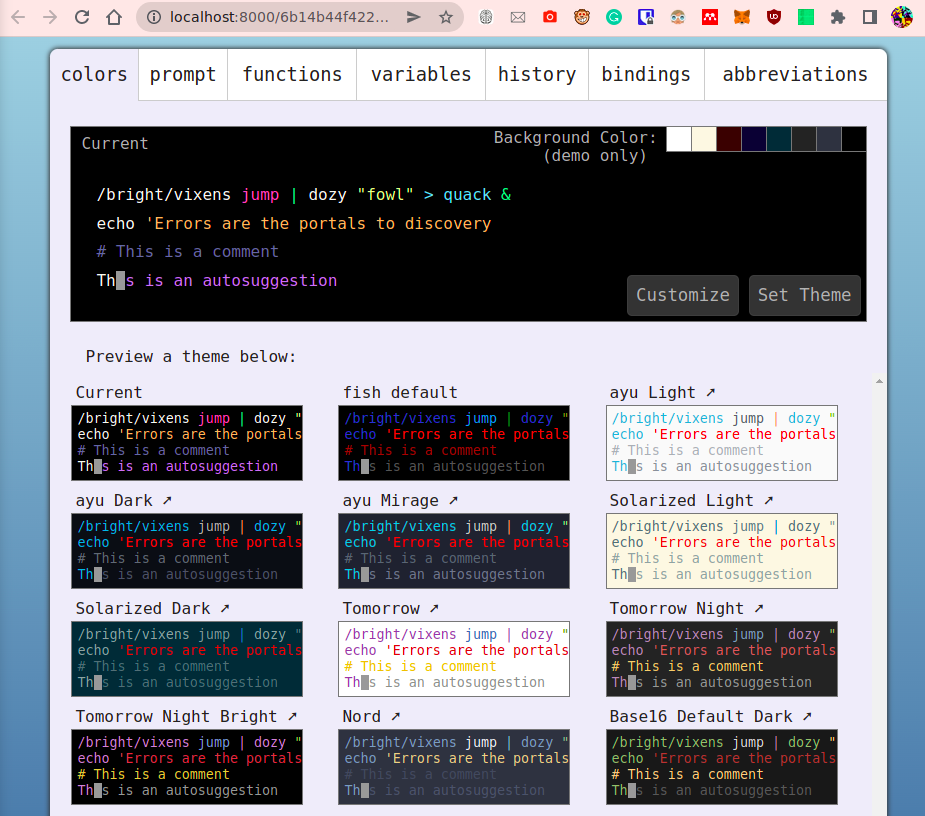 localhost:8000/6b14b44f422...
colors prompt functions variables history bindings abbreviations
Current
Background Color:
(demo only)
/bright/vixens jump | dozy "fowl" > quack &
echo 'Errors are the portals to discovery
# This is a comment
Th s is an autosuggestion
Customize Set Theme
Preview a theme below:
Current
/bright/vixens jump | dozy "
echo 'Errors are the portals
# This is a comment
Th s is an autosuggestion
fish default
/bright/vixens jump | dozy "
echo 'Errors are the portals
# This is a comment
Th s is an autosuggestion
ayu Light ➚
/bright/vixens jump | dozy "
echo 'Errors are the portals
# This is a comment
Th s is an autosuggestion
ayu Dark ➚
/bright/vixens jump | dozy "
echo 'Errors are the portals
# This is a comment
Th s is an autosuggestion
ayu Mirage ➚
/bright/vixens jump | dozy "
echo 'Errors are the portals
# This is a comment
Th s is an autosuggestion
Solarized Light ➚
/bright/vixens jump | dozy "
echo 'Errors are the portals
# This is a comment
Th s is an autosuggestion
Solarized Dark ➚
/bright/vixens jump | dozy "
echo 'Errors are the portals
# This is a comment
Th s is an autosuggestion
Tomorrow ➚
/bright/vixens jump | dozy "
echo 'Errors are the portals
# This is a comment
Th s is an autosuggestion
Tomorrow Night ➚
/bright/vixens jump | dozy "
echo 'Errors are the portals
# This is a comment
Th s is an autosuggestion
Tomorrow Night Bright ➚
/bright/vixens jump | dozy "
echo 'Errors are the portals
# This is a comment
Th s is an autosuggestion
Nord ➚
/bright/vixens jump | dozy "
echo 'Errors are the portals
# This is a comment
Th s is an autosuggestion
Base16 Default Dark ➚
/bright/vixens jump | dozy "
echo 'Errors are the portals
# This is a comment
Th s is an autosuggestion